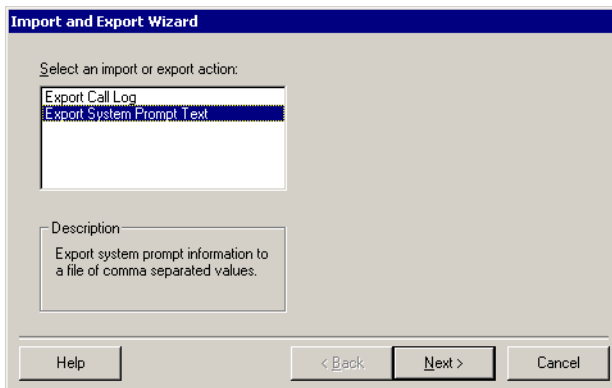 Import and Export Wizard
Select an import or export action:
Export Call Log
Export System Prompt Text
Description
Export system prompt information to
a file of comma separated values.
Help
< Back
Next >
Cancel